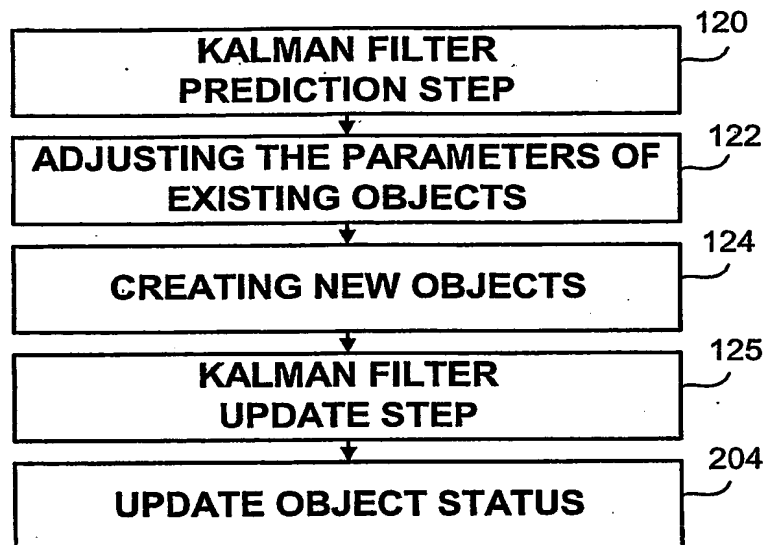 120
KALMAN FILTER
PREDICTION STEP
122
ADJUSTING THE PARAMETERS OF
EXISTING OBJECTS
124
CREATING NEW OBJECTS
125
KALMAN FILTER
UPDATE STEP
204
UPDATE OBJECT STATUS